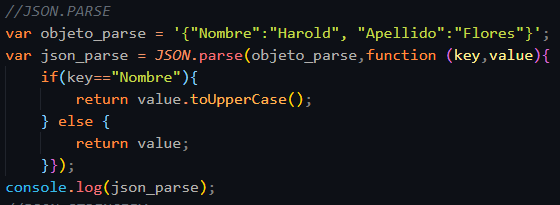 //JSON.PARSE
var objeto_parse = '{"Nombre":"Harold", "Apellido":"Flores"}';
var json_parse = JSON.parse(objeto_parse,function (key,value){
    if(key=="Nombre"){
        return value.toUpperCase();
    } else {
        return value;
    }});
console.log(json_parse);